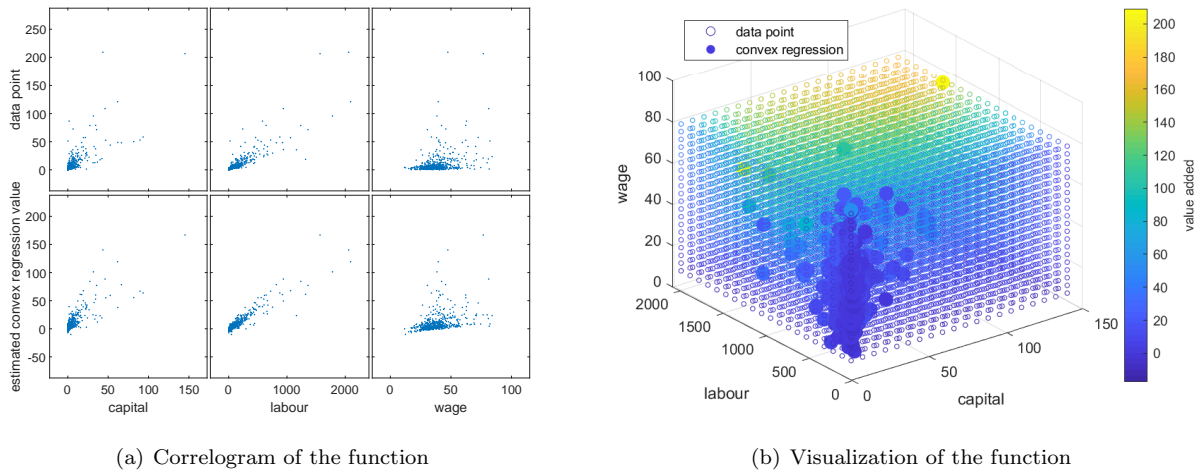 250
200
150
100
50
0
data point
200
150
100
50
0
-50
estimated convex regression value
0 50 100 150
0 1000 2000
0 50 100
capital
labour
wage
(a) Correlogram of the function
data point
convex regression
100
80
60
40
20
0
wage
2000
1500
1000
500
0
labour
0
50
100
150
capital
200
180
160
140
120
100
80
60
40
20
0
value added
(b) Visualization of the function